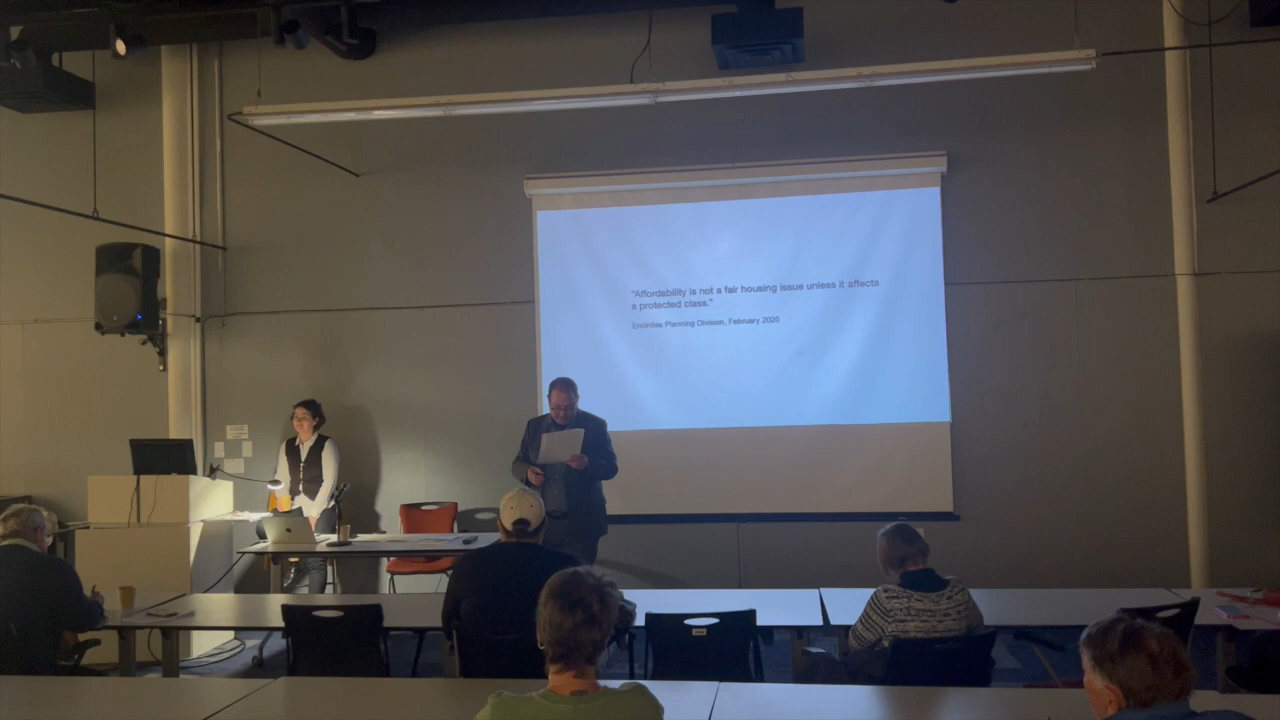 "Affordability is not a fair housing issue unless it affects
a protected class."
Encinitas Planning Division, February 2020